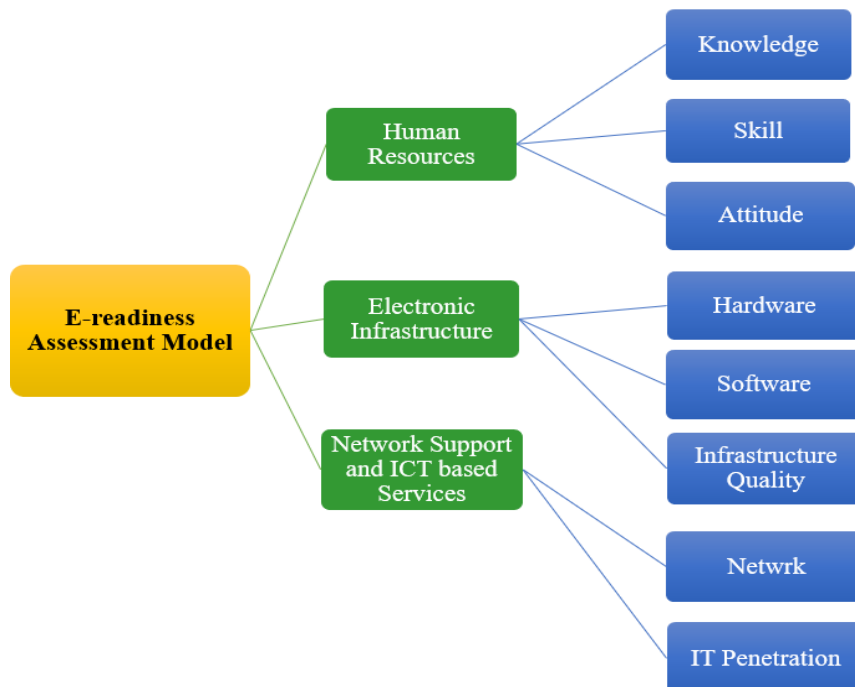 E-readiness
Assessment Model
Human
Resources
Electronic
Infrastructure
Network Support
and ICT based
Services
Knowledge
Skill
Attitude
Hardware
Software
Infrastructure
Quality
Netwrk
IT Penetration